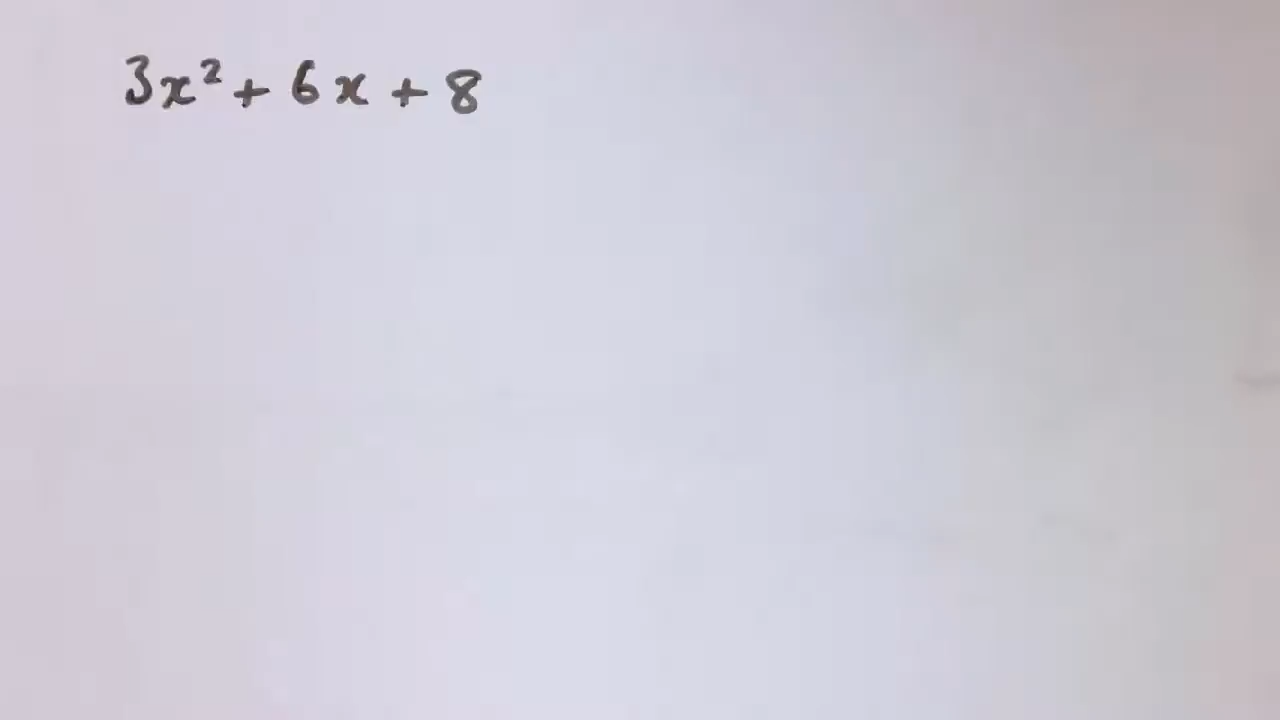 3x² + 6x + 8